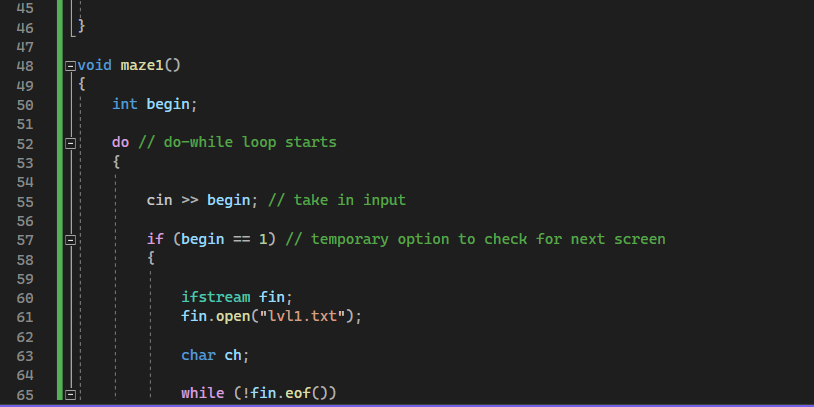 45
46 }
47
48 void maze1()
49 {
50 int begin;
51
52 do // do-while loop starts
53 {
54
55 cin >> begin; // take in input
56
57 if (begin == 1) // temporary option to check for next screen
58 {
59
60 ifstream fin;
61 fin.open("lvl1.txt");
62
63 char ch;
64
65 while (!fin.eof())